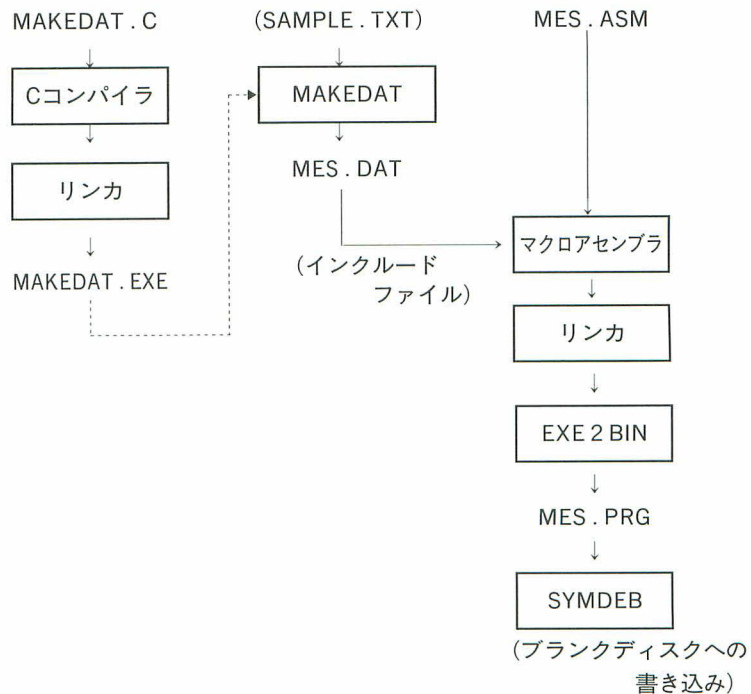 MAKEDAT.C
Cコンパイラ
リンカ
MAKEDAT.EXE
(SAMPLE.TXT)
MAKEDAT
MES.DAT
(インクルード
ファイル)
MES.ASM
マクロアセンブラ
リンカ
EXE2BIN
MES.PRG
SYMDEB
(ブランクディスクへの
書き込み)